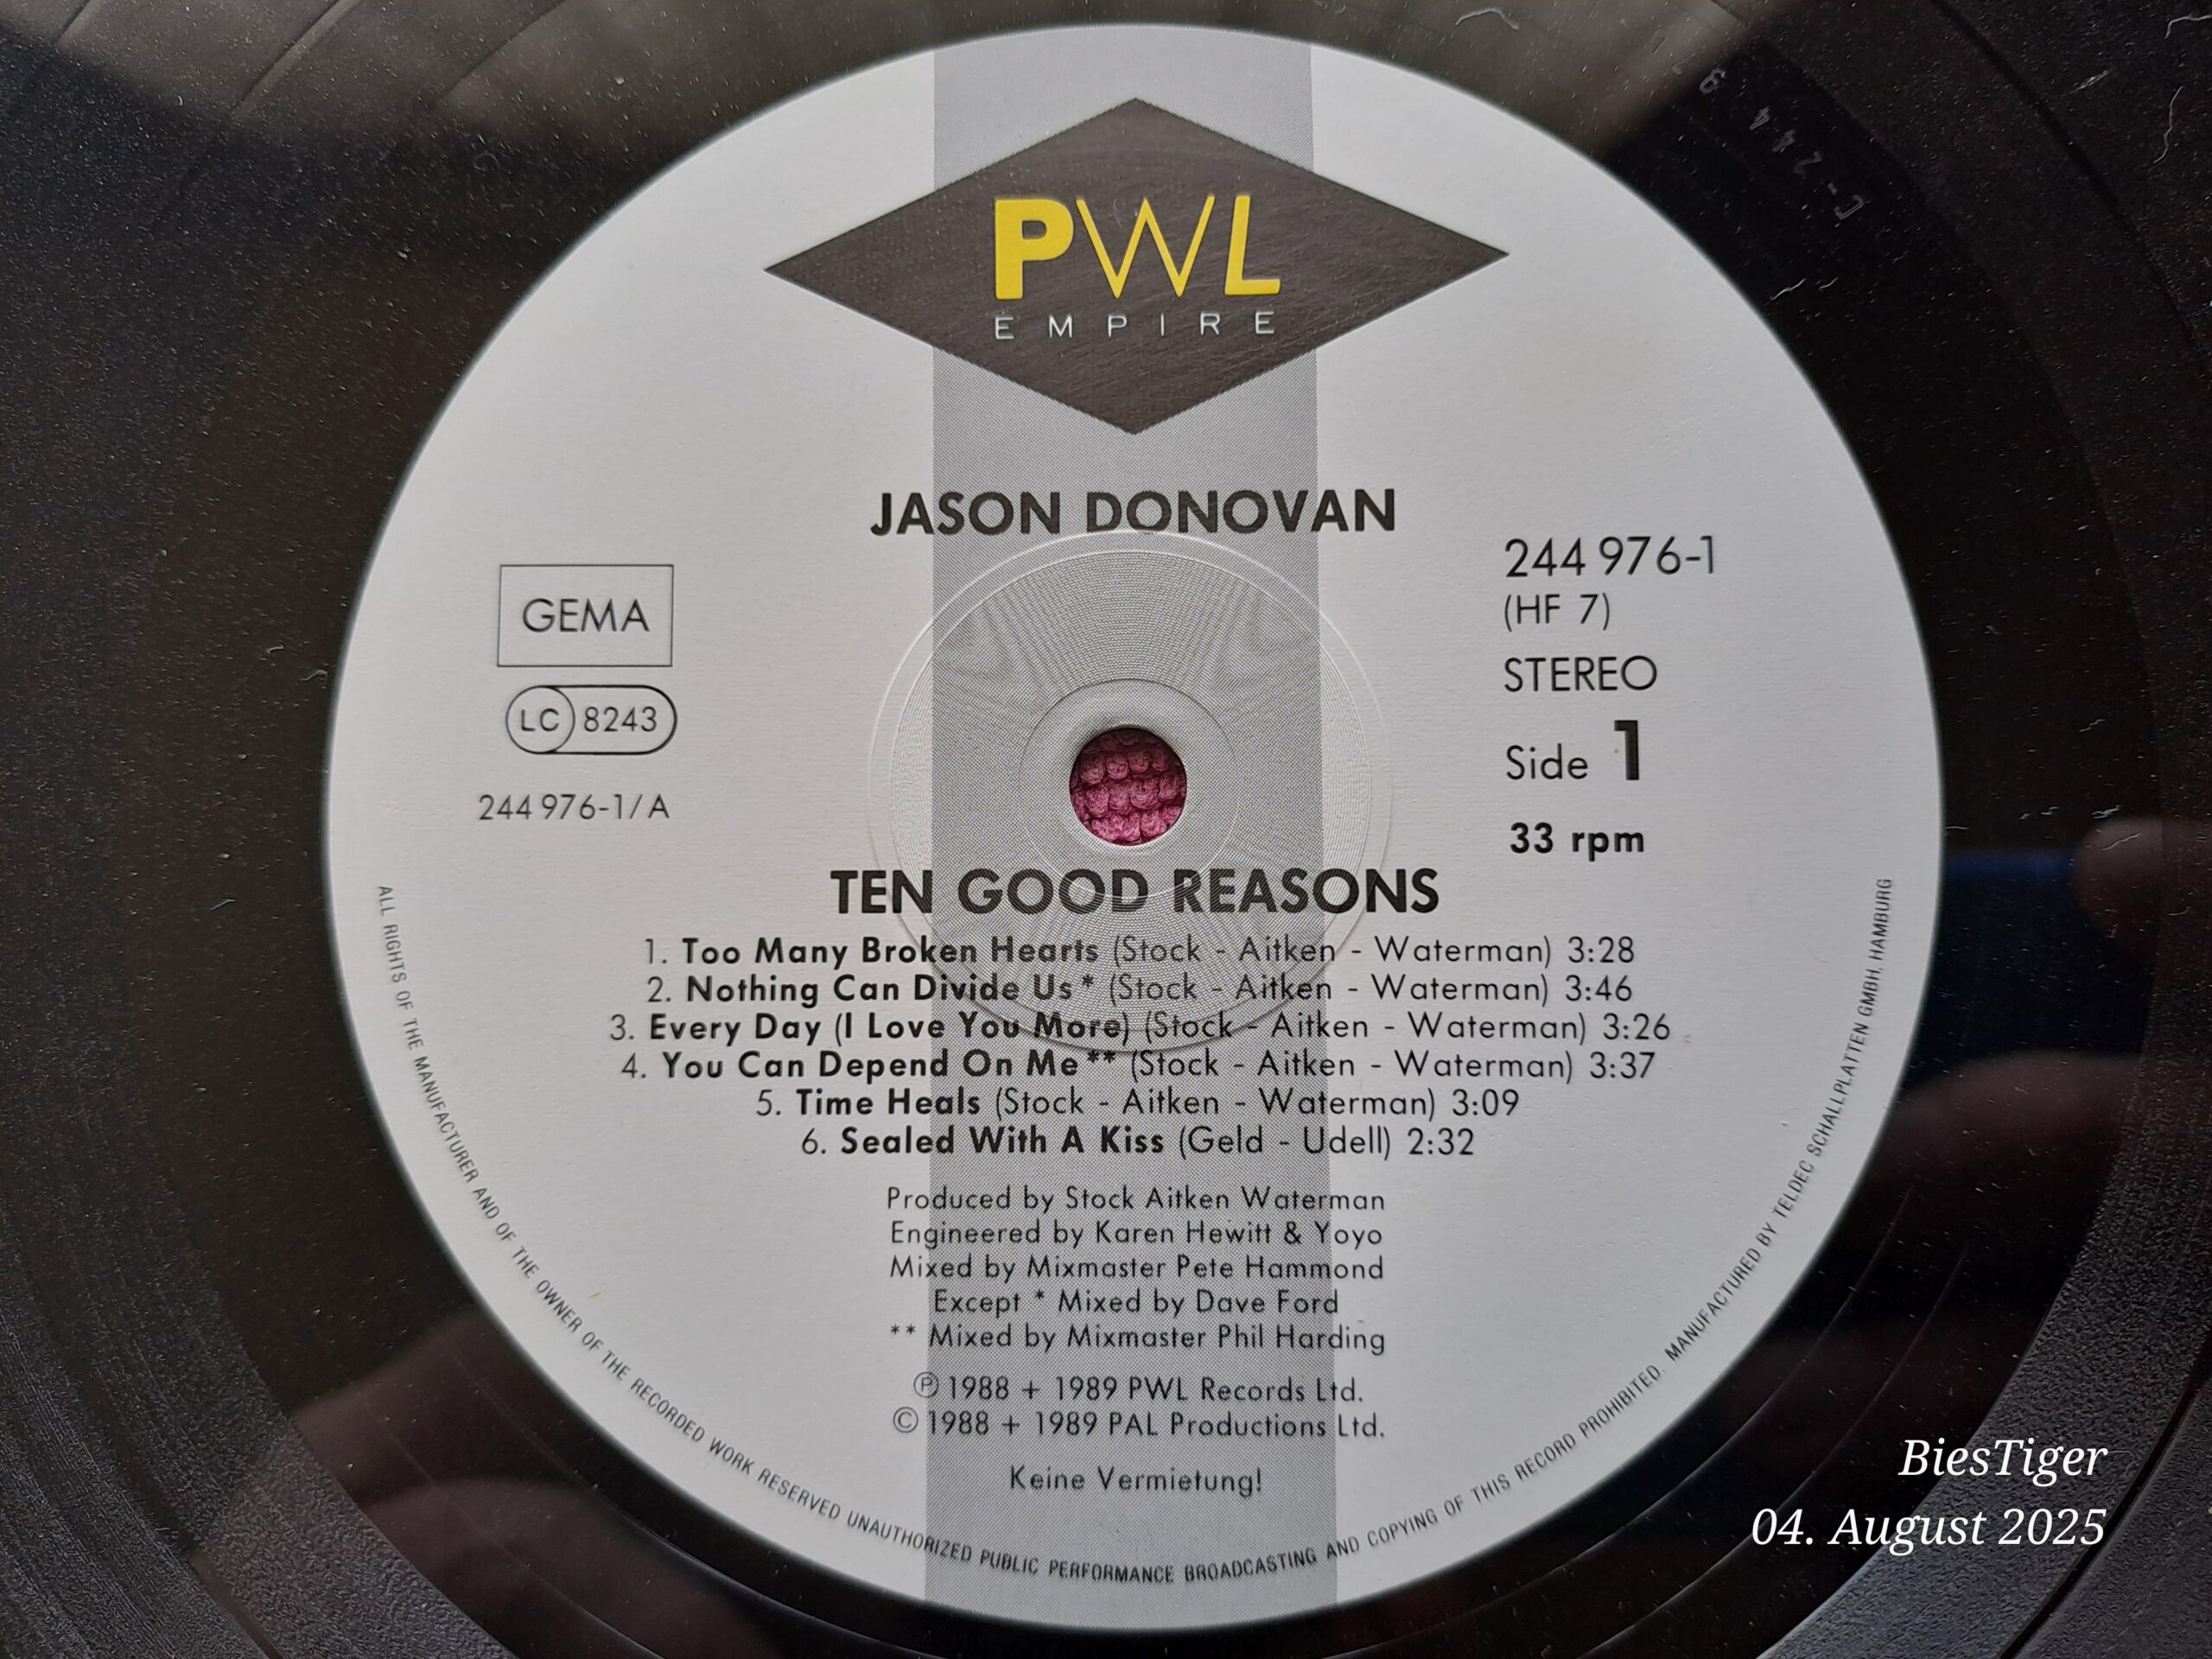 PWL
EMPIRE
JASON DONOVAN
GEMA
LC 8243
244 976-1/A
244 976-1
(HF 7)
STEREO
Side 1
33 rpm
TEN GOOD REASONS
1. Too Many Broken Hearts (Stock - Aitken - Waterman) 3:28
2. Nothing Can Divide Us* (Stock - Aitken - Waterman) 3:46
3. Every Day (I Love You More) (Stock - Aitken - Waterman) 3:26
4. You Can Depend On Me** (Stock - Aitken - Waterman) 3:37
5. Time Heals (Stock - Aitken - Waterman) 3:09
6. Sealed With A Kiss (Geld - Udell) 2:32
Produced by Stock Aitken Waterman
Engineered by Karen Hewitt & Yoyo
Mixed by Mixmaster Pete Hammond
Except * Mixed by Dave Ford
** Mixed by Mixmaster Phil Harding
℗ 1988 + 1989 PWL Records Ltd.
© 1988 + 1989 PAL Productions Ltd.
Keine Vermietung!
ALL RIGHTS OF THE MANUFACTURER AND OF THE OWNER OF THE RECORDED WORK RESERVED UNAUTHORIZED PUBLIC PERFORMANCE BROADCASTING AND COPYING OF THIS RECORD PROHIBITED. MANUFACTURED BY TELDEC SCHALLPLATTEN GMBH, HAMBURG
BiesTiger
04. August 2025